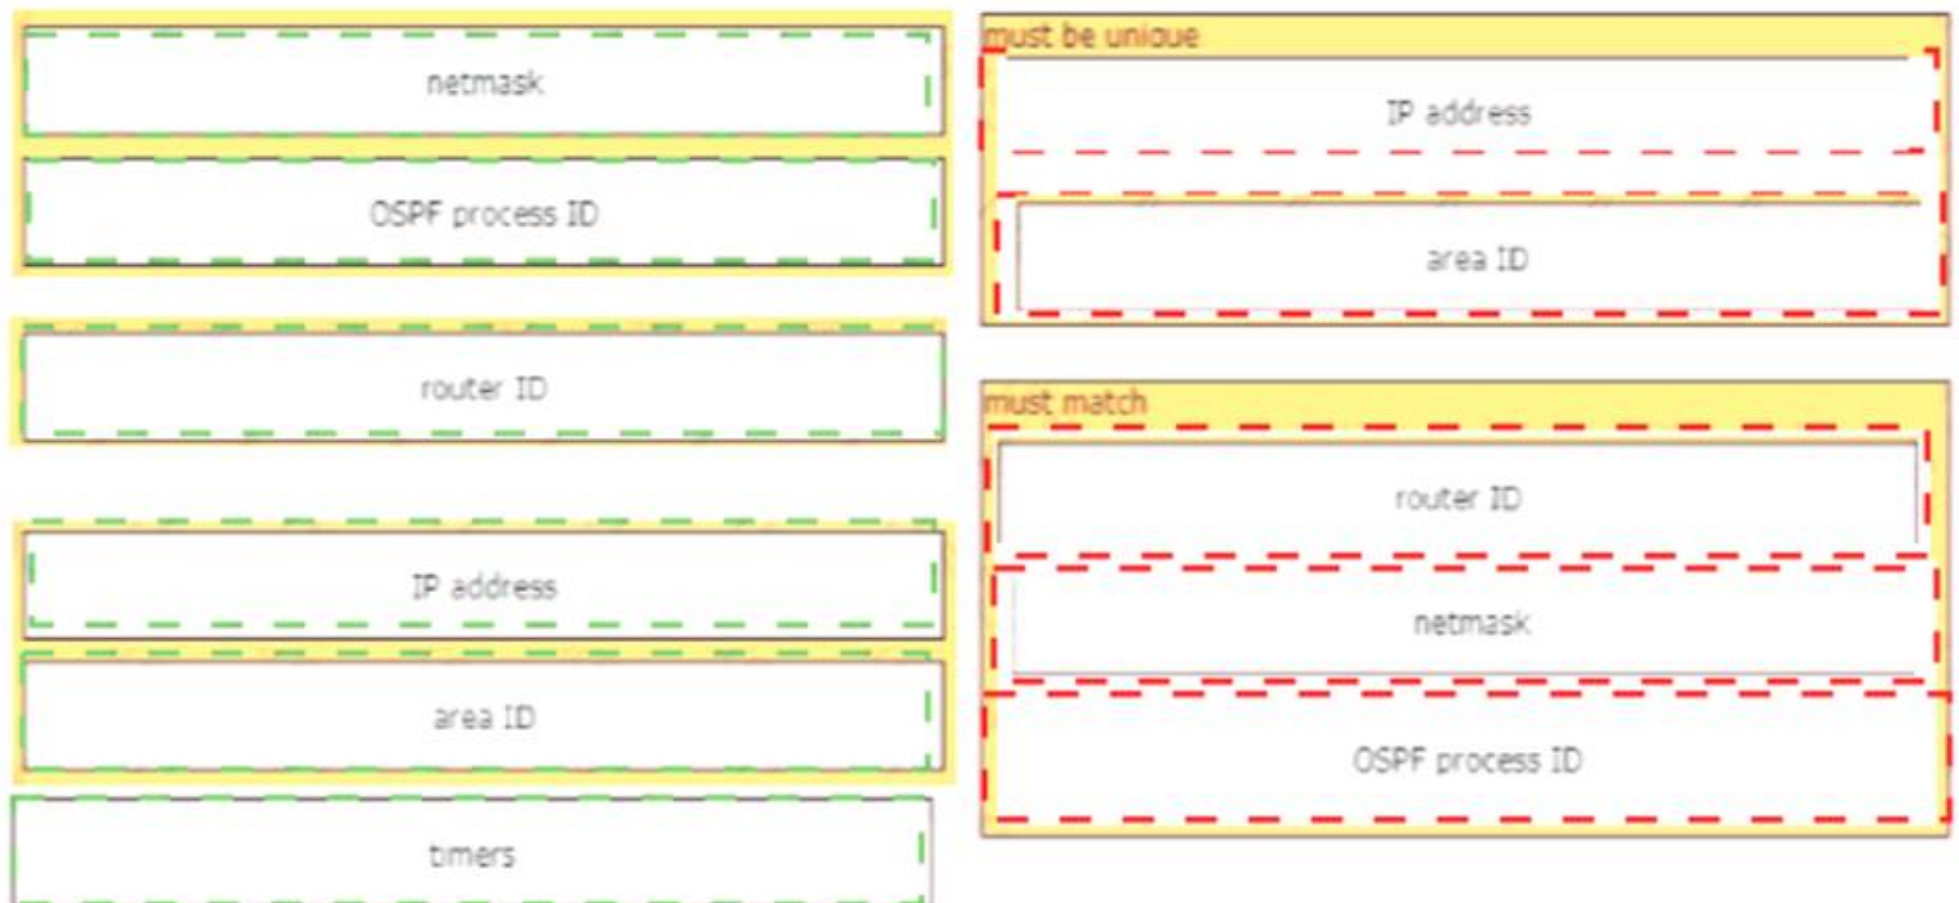 netmask
OSPF process ID
router ID
IP address
area ID
timers
must be unique
IP address
area ID
must match
router ID
netmask
OSPF process ID